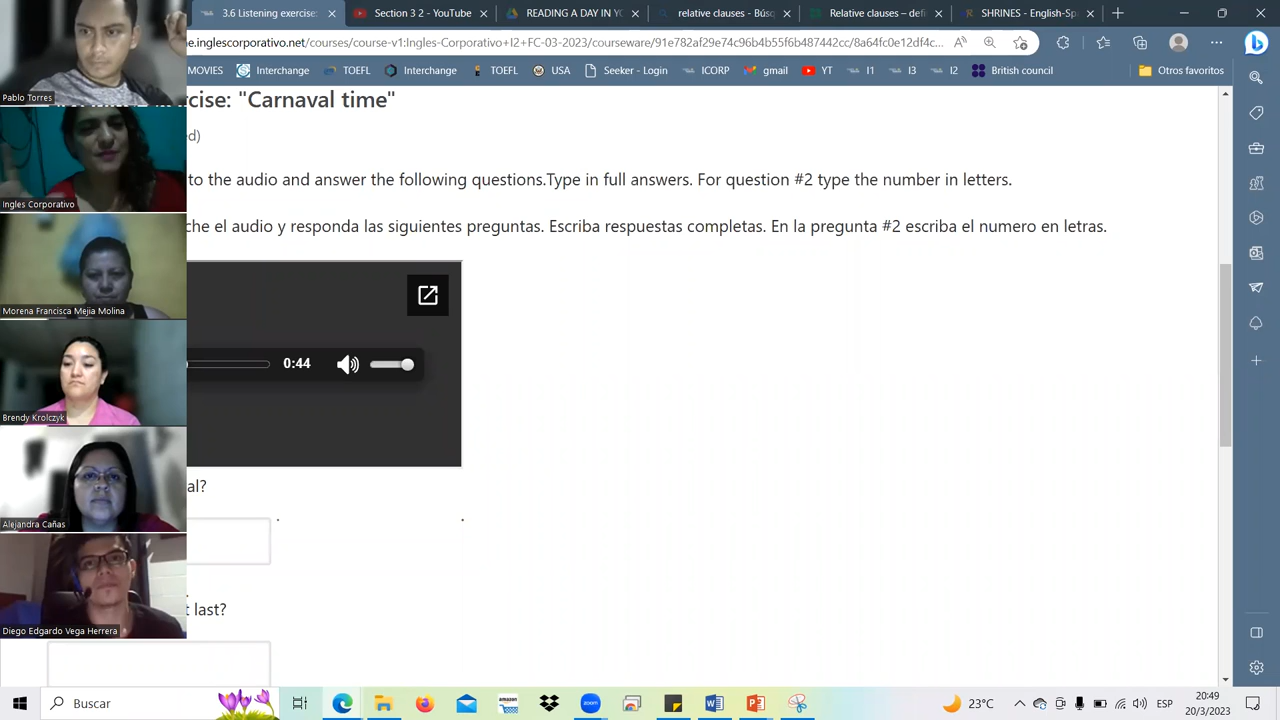 3.6 Listening exercise:
Section 3 2 - YouTube
READING A DAY IN YO
relative clauses - Búsq
Relative clauses – defi
SHRINES - English-Sp
ne.inglescorporativo.net/courses/course-v1:Ingles-Corporativo+I2+FC-03-2023/courseware/91e782af29e74c96b4b55f6b487442cc/8a64fc0e12df4c...
MOVIES
Interchange
TOEFL
Interchange
TOEFL
USA
Seeker - Login
ICORP
gmail
YT
I1
I3
I2
British council
Otros favoritos
Pablo Torres
cise: "Carnaval time"
ed)
to the audio and answer the following questions.Type in full answers. For question #2 type the number in letters.
Ingles Corporativo
che el audio y responda las siguientes preguntas. Escriba respuestas completas. En la pregunta #2 escriba el numero en letras.
Morena Francisca Mejia Molina
0:44
Brendy Krolczyk
al?
Alejandra Cañas
t last?
Diego Edgardo Vega Herrera
Buscar
amazon
zoom
23°C
ESP
20:49
20/3/2023